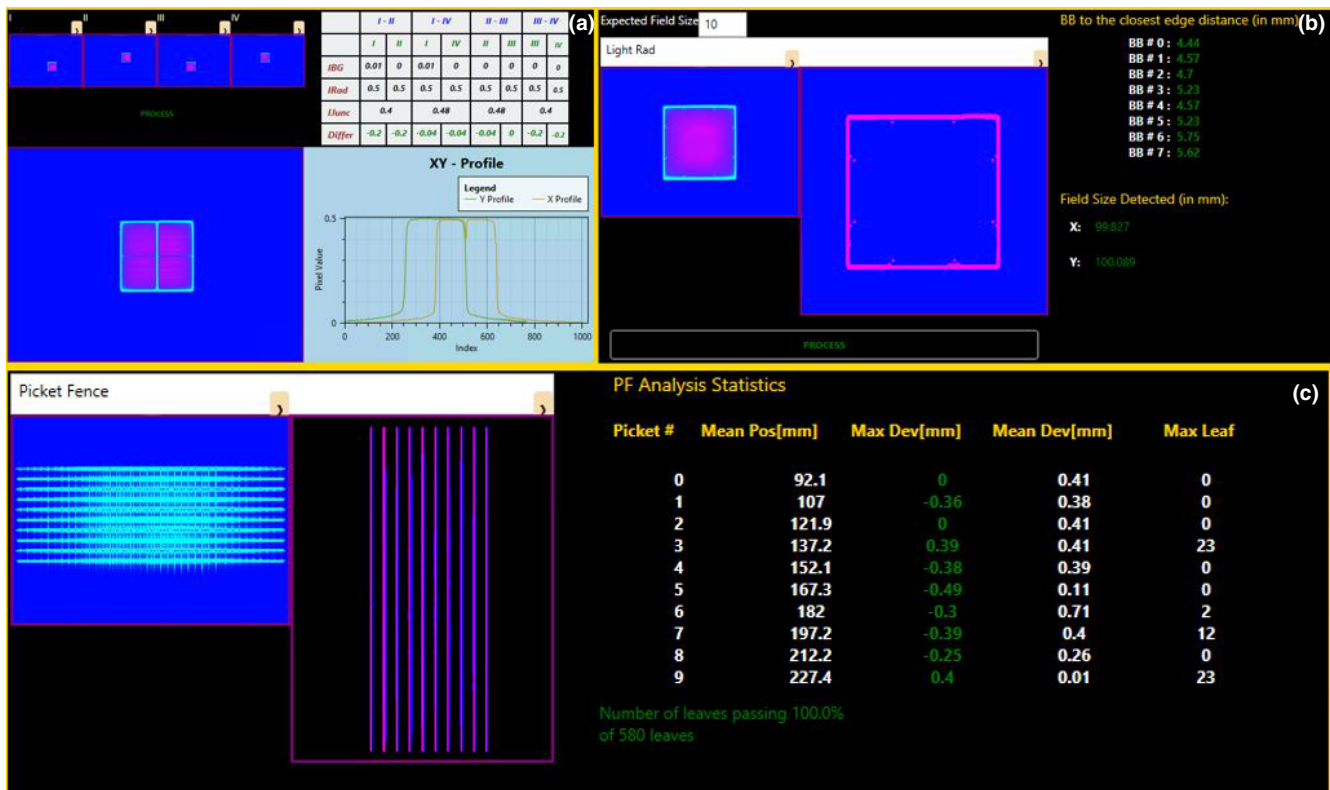 I II III IV
PROCESS
(a)
I - II I - IV II - III III - IV
I II I IV II III III IV
IBG 0.01 0 0.01 0 0 0 0 0
IRad 0.5 0.5 0.5 0.5 0.5 0.5 0.5 0.5
IJunc 0.4 0.48 0.48 0.4
Differ -0.2 -0.2 -0.04 -0.04 -0.04 0 -0.2 -0.2
XY - Profile
Legend
Y Profile X Profile
Pixel Value
0.5
0
0 200 400 600 800 1000
Index
Expected Field Size 10
Light Rad
PROCESS
BB to the closest edge distance (in mm)
(b)
BB # 0 : 4.44
BB # 1 : 4.57
BB # 2 : 4.7
BB # 3 : 5.23
BB # 4 : 4.57
BB # 5 : 5.23
BB # 6 : 5.75
BB # 7 : 5.62
Field Size Detected (in mm):
X: 99.827
Y: 100.089
Picket Fence
PF Analysis Statistics
(c)
Picket # Mean Pos[mm] Max Dev[mm] Mean Dev[mm] Max Leaf
0 92.1 0 0.41 0
1 107 -0.36 0.38 0
2 121.9 0 0.41 0
3 137.2 0.39 0.41 23
4 152.1 -0.38 0.39 0
5 167.3 -0.49 0.11 0
6 182 -0.3 0.71 2
7 197.2 -0.39 0.4 12
8 212.2 -0.25 0.26 0
9 227.4 0.4 0.01 23
Number of leaves passing 100.0%
of 580 leaves